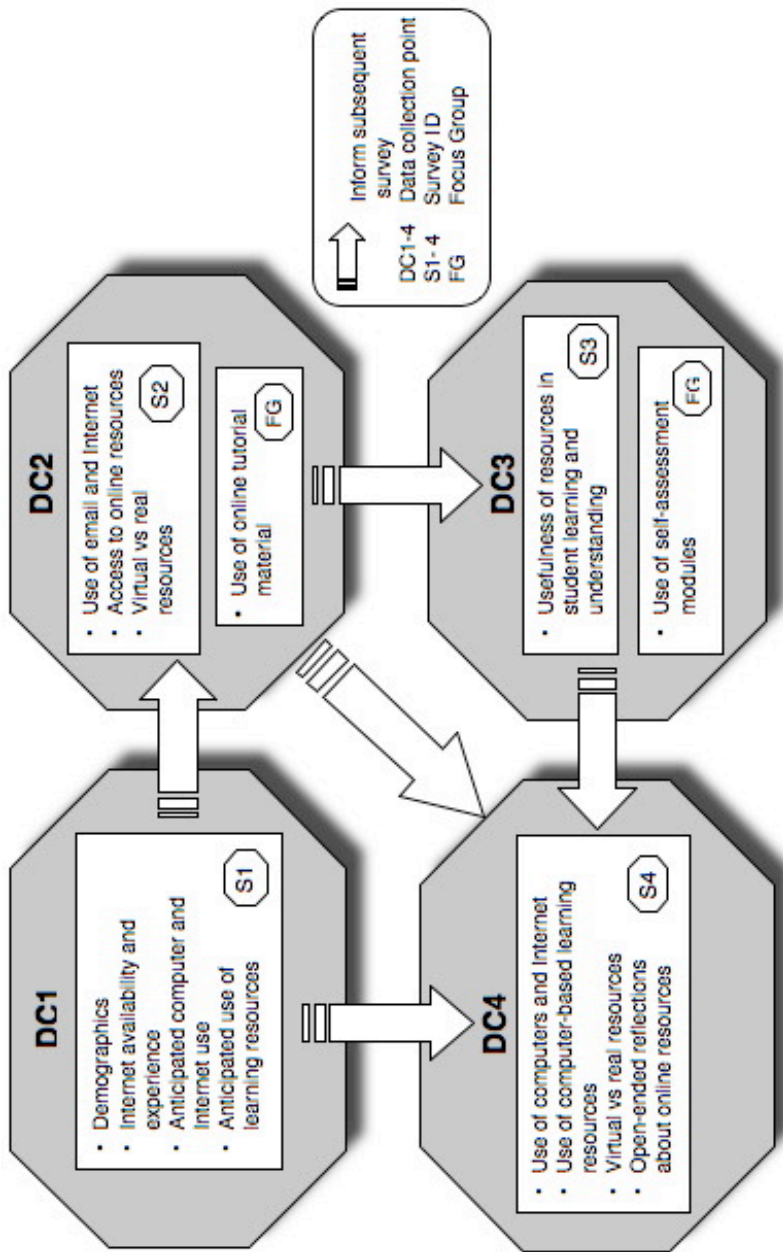 DC1
• Demographics
• Internet availability and
experience
• Anticipated computer and
Internet use
• Anticipated use of
learning resources
S1
DC2
• Use of email and Internet
• Access to online resources
• Virtual vs real
resources
S2
• Use of online tutorial
material
FG
DC4
• Use of computers and Internet
• Use of computer-based learning
resources
• Virtual vs real resources
• Open-ended reflections
about online resources
S4
DC3
• Usefulness of resources in
student learning and
understanding
S3
• Use of self-assessment
modules
FG
Inform subsequent
survey
DC1-4 Data collection point
S1- 4 Survey ID
FG Focus Group